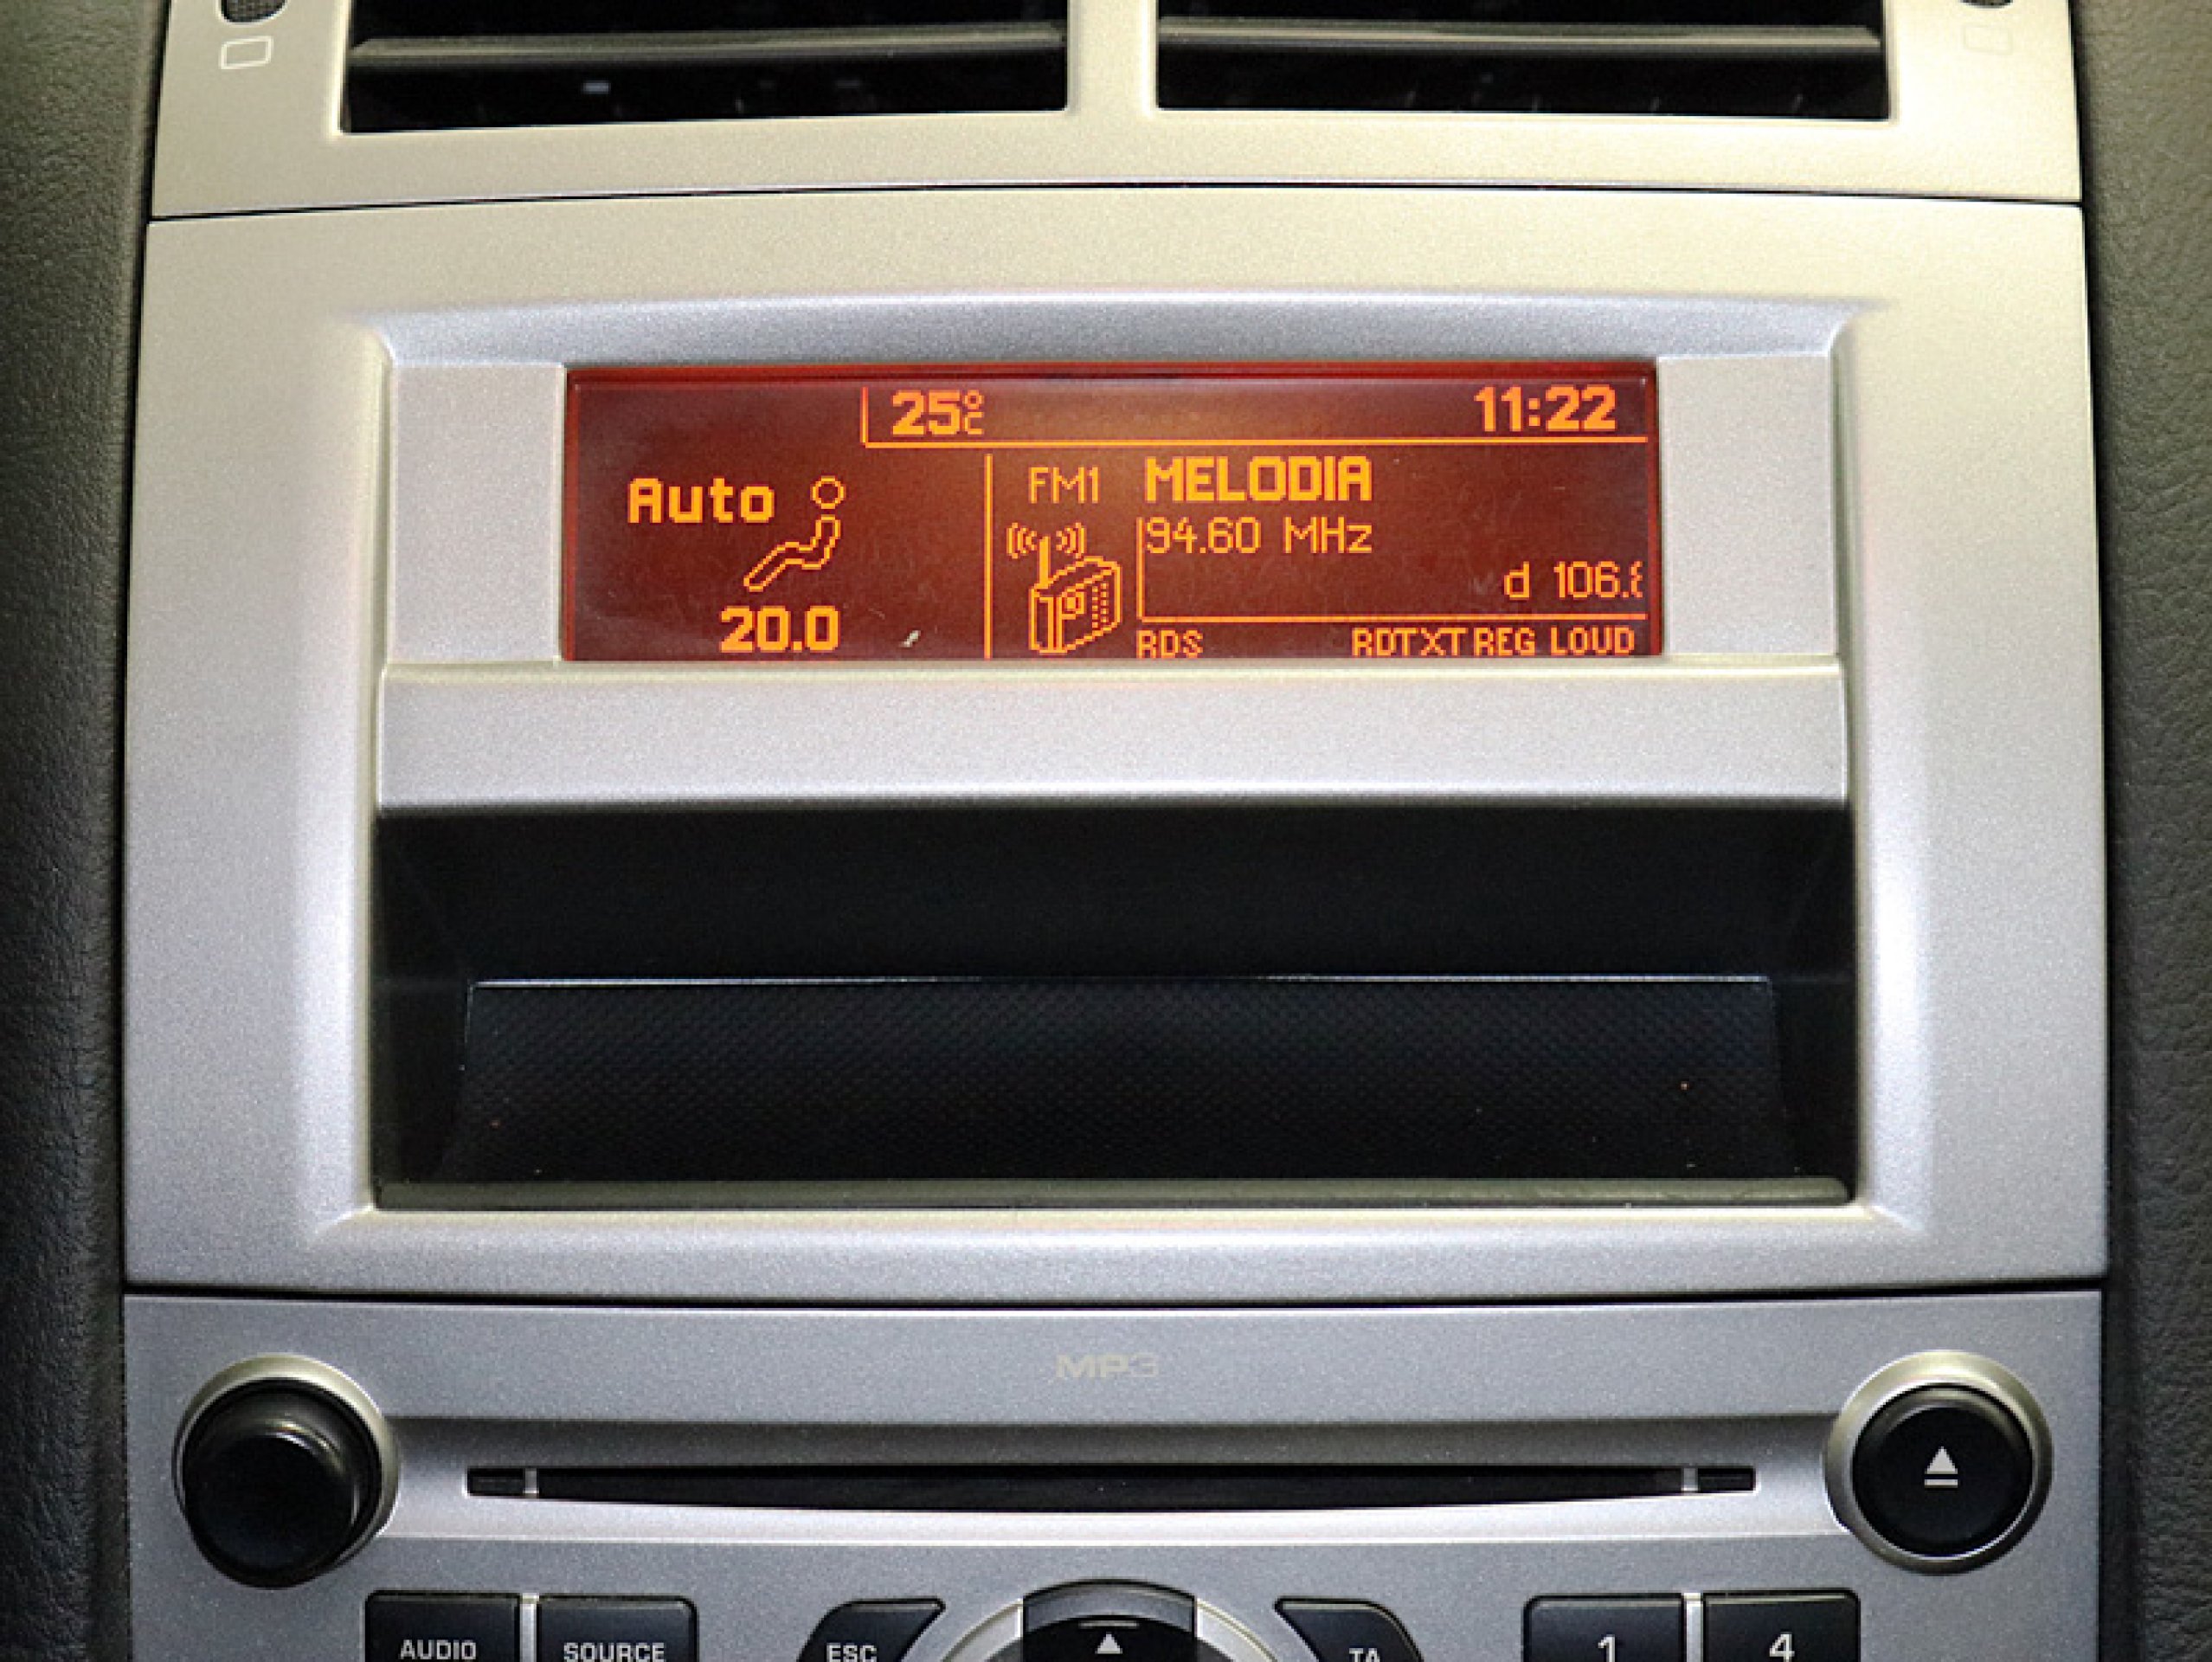 25°C 11:22
Auto
FM1 MELODIA
94.60 MHz
d 106.
20.0
RDS RDTXT REG LOUD
MP3
AUDIO SOURCE ESC TA 1 4